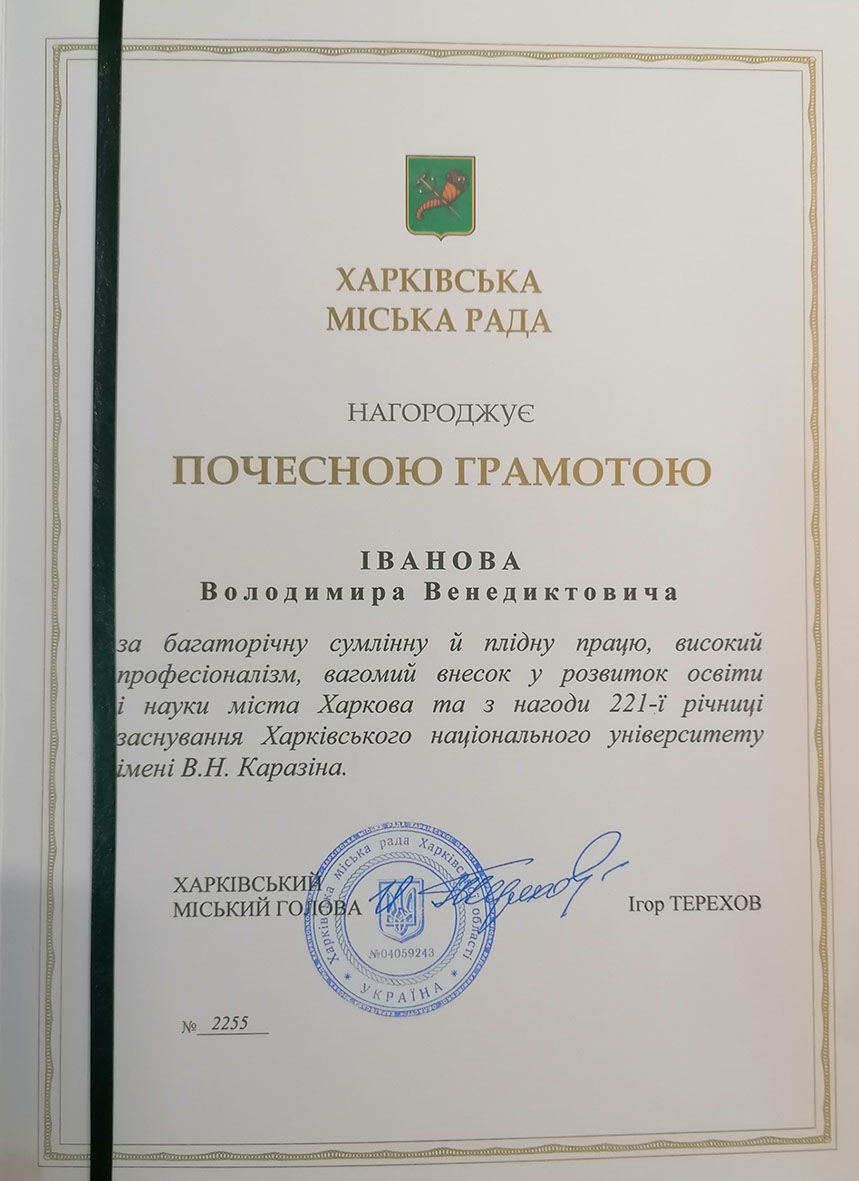 ХАРКІВСЬКА
МІСЬКА РАДА
НАГОРОДЖУЄ
ПОЧЕСНОЮ ГРАМОТОЮ
ІВАНОВА
Володимира Венедиктовича
за багаторічну сумлінну й плідну працю, високий
професіоналізм, вагомий внесок у розвиток освіти
і науки міста Харкова та з нагоди 221-ї річниці
заснування Харківського національного університету
імені В.Н. Каразіна.
ХАРКІВСЬКИЙ
МІСЬКИЙ ГОЛОВА
Ігор ТЕРЕХОВ
Харківська міська рада Харківської області
№04059243
* УКРАЇНА *
№ 2255